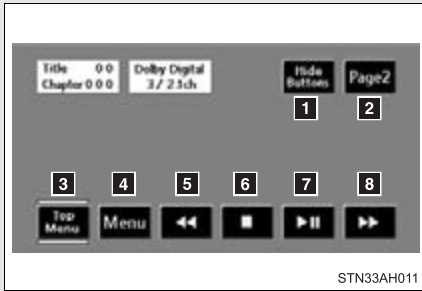 Title 0 0
Chapter 0 0 0
Dolby Digital
3 / 2.1ch
Hide
Buttons
Page2
1
2
3
4
5
6
7
8
Top
Menu
Menu
STN33AH011